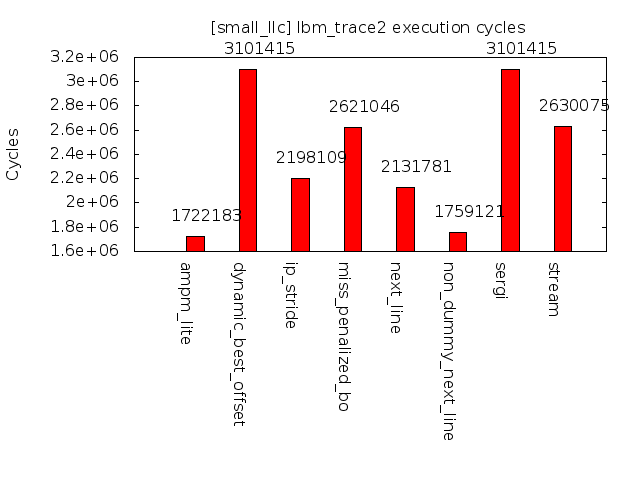 [small_llc] lbm_trace2 execution cycles
Cycles
3.2e+06
3e+06
2.8e+06
2.6e+06
2.4e+06
2.2e+06
2e+06
1.8e+06
1.6e+06
1722183
3101415
2198109
2621046
2131781
1759121
3101415
2630075
ampm_lite
dynamic_best_offset
ip_stride
miss_penalized_bo
next_line
non_dummy_next_line
sergi
stream